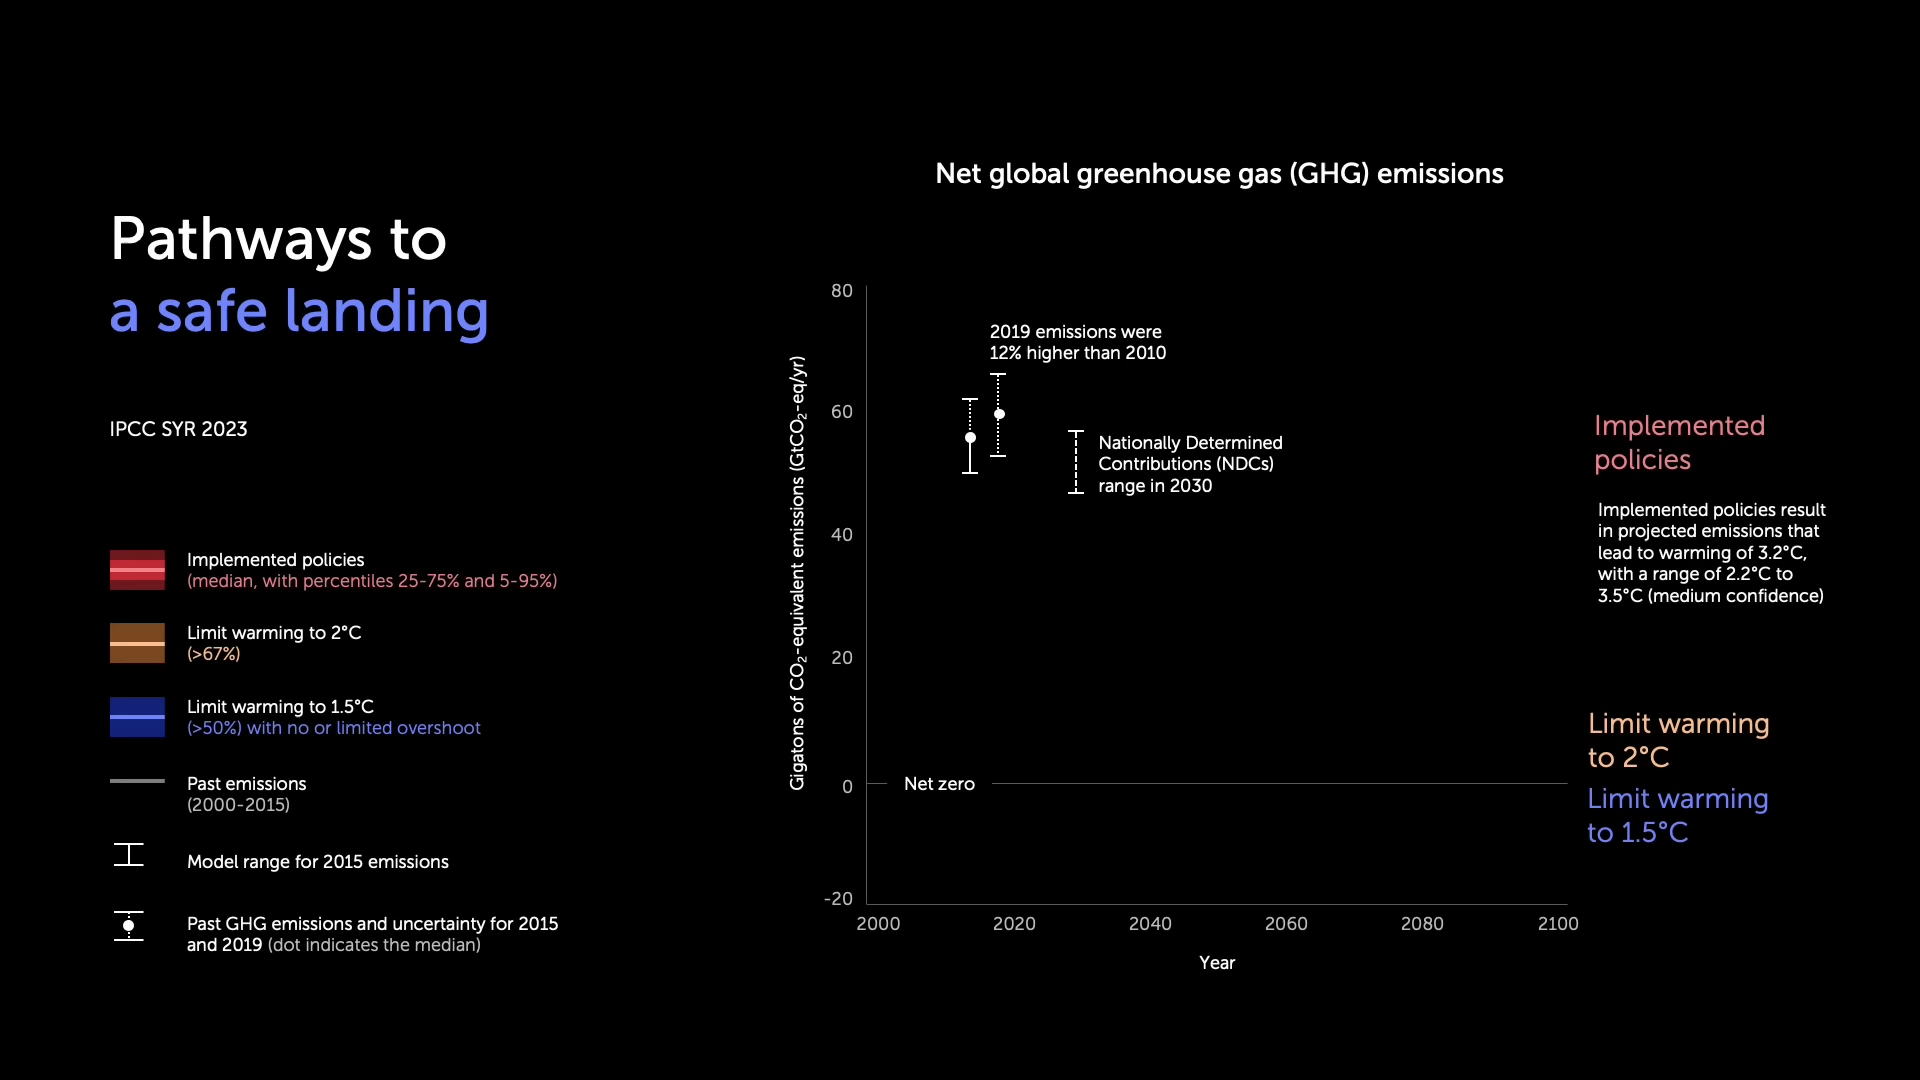 Pathways to
a safe landing
IPCC SYR 2023
Implemented policies
(median, with percentiles 25-75% and 5-95%)
Limit warming to 2°C
(>67%)
Limit warming to 1.5°C
(>50%) with no or limited overshoot
Past emissions
(2000-2015)
Model range for 2015 emissions
Past GHG emissions and uncertainty for 2015
and 2019 (dot indicates the median)
Net global greenhouse gas (GHG) emissions
Gigatons of CO₂-equivalent emissions (GtCO₂-eq/yr)
80
60
40
20
0
-20
2019 emissions were
12% higher than 2010
Nationally Determined
Contributions (NDCs)
range in 2030
Net zero
2000
2020
2040
2060
2080
2100
Year
Implemented
policies
Implemented policies result
in projected emissions that
lead to warming of 3.2°C,
with a range of 2.2°C to
3.5°C (medium confidence)
Limit warming
to 2°C
Limit warming
to 1.5°C